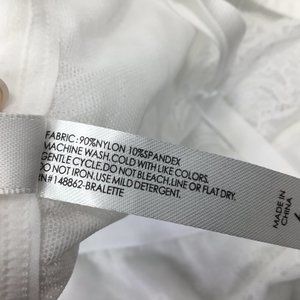 FABRIC: 90%NYLON 10%SPANDEX
MACHINE WASH.COLD WITH LIKE COLORS.
GENTLE CYCLE.DO NOT BLEACH.LINE OR FLAT DRY.
DO NOT IRON.USE MILD DETERGENT.
RN#148862-BRALETTE
MADE IN
CHINA